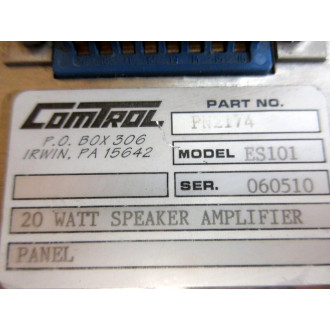 COMTROL
P.O. BOX 306
IRWIN, PA 15642
PART NO.
PN2174
MODEL ES101
SER. 060510
20 WATT SPEAKER AMPLIFIER
PANEL